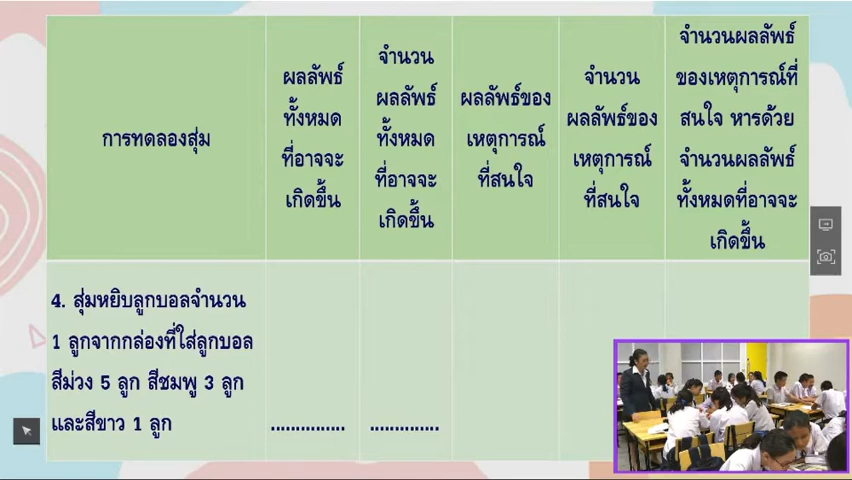 การทดลองสุ่ม
ผลลัพธ์
ทั้งหมด
ที่อาจจะ
เกิดขึ้น
จำนวน
ผลลัพธ์
ทั้งหมด
ที่อาจจะ
เกิดขึ้น
ผลลัพธ์ของ
เหตุการณ์
ที่สนใจ
จำนวน
ผลลัพธ์ของ
เหตุการณ์
ที่สนใจ
จำนวนผลลัพธ์
ของเหตุการณ์ที่
สนใจ หารด้วย
จำนวนผลลัพธ์
ทั้งหมดที่อาจจะ
เกิดขึ้น
4. สุ่มหยิบลูกบอลจำนวน
1 ลูกจากกล่องที่ใส่ลูกบอล
สีม่วง 5 ลูก สีชมพู 3 ลูก
และสีขาว 1 ลูก
............... ..............